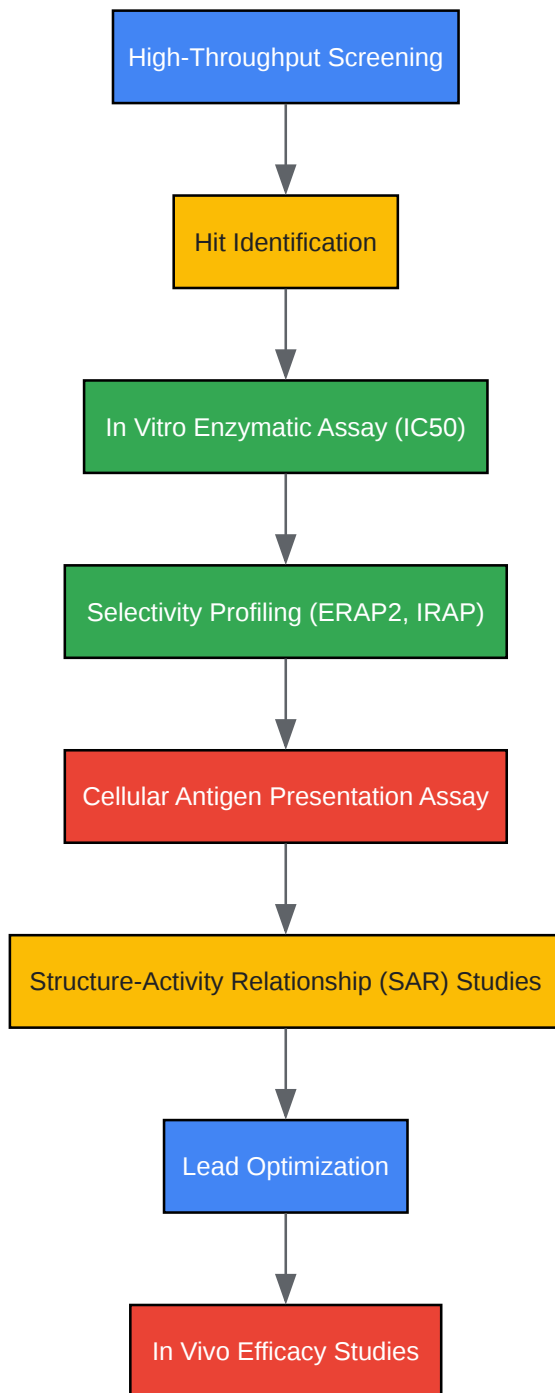 High-Throughput Screening
Hit Identification
In Vitro Enzymatic Assay (IC50)
Selectivity Profiling (ERAP2, IRAP)
Cellular Antigen Presentation Assay
Structure-Activity Relationship (SAR) Studies
Lead Optimization
In Vivo Efficacy Studies